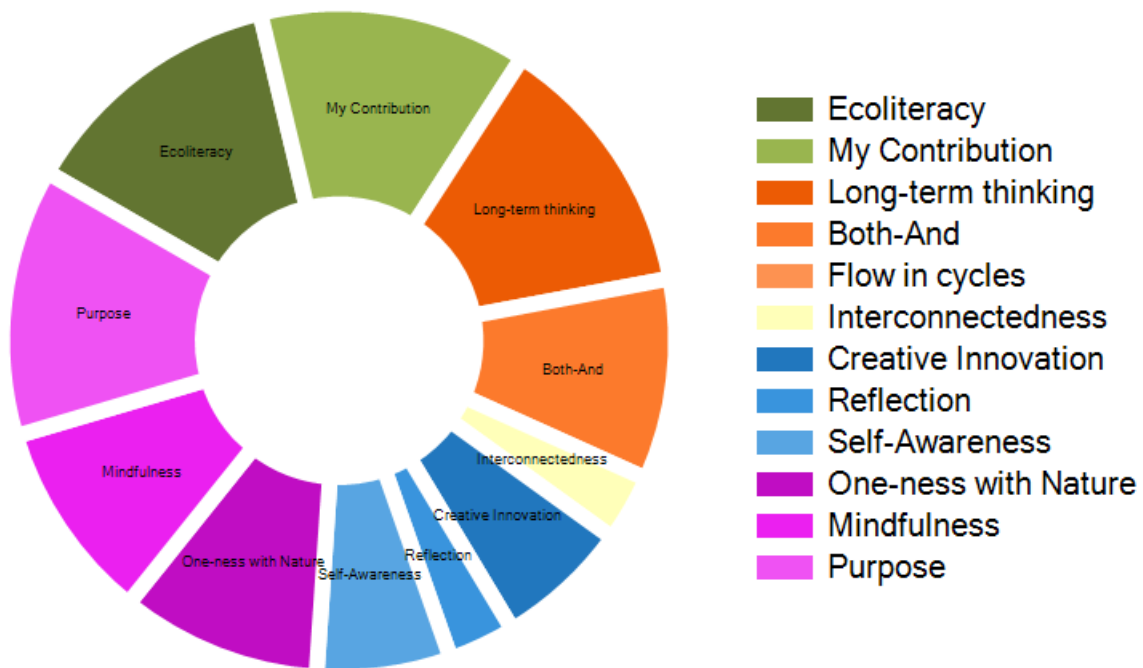 My Contribution
Ecoliteracy
Long-term thinking
Purpose
Both-And
Mindfulness
Interconnectedness
Creative Innovation
One-ness with Nature
Reflection
Self-Awareness
Ecoliteracy
My Contribution
Long-term thinking
Both-And
Flow in cycles
Interconnectedness
Creative Innovation
Reflection
Self-Awareness
One-ness with Nature
Mindfulness
Purpose